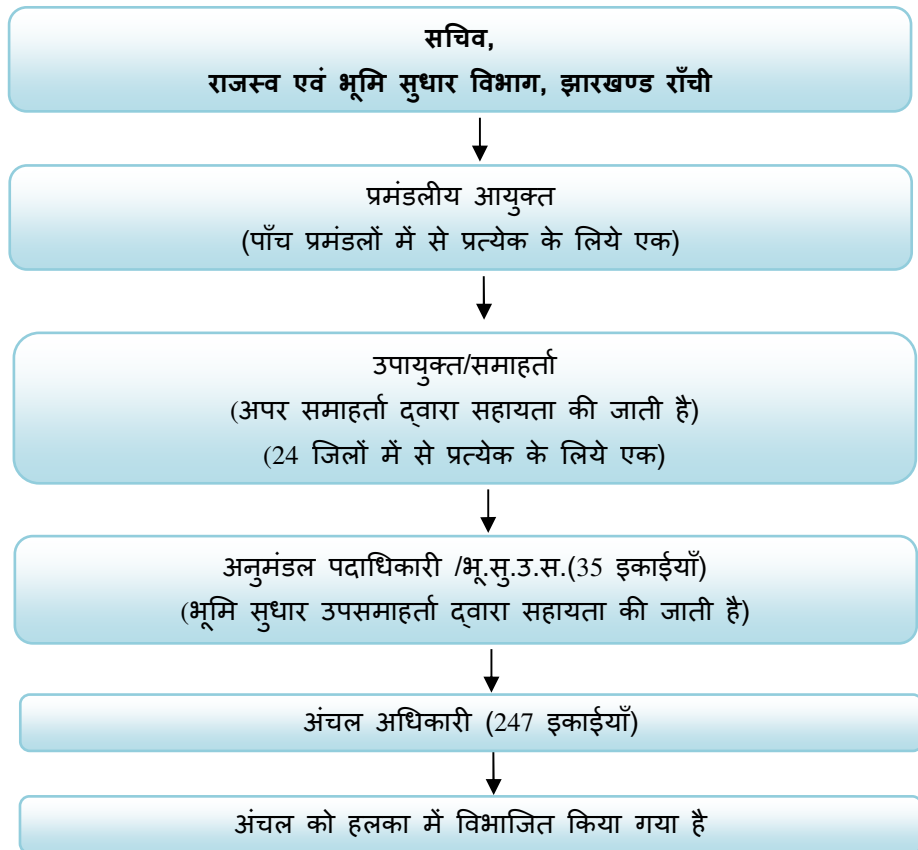 सचिव,
राजस्व एवं भूमि सुधार विभाग, झारखण्ड राँची
प्रमंडलीय आयुक्त
(पाँच प्रमंडलों में से प्रत्येक के लिये एक)
उपायुक्त/समाहर्ता
(अपर समाहर्ता द्वारा सहायता की जाती है)
(24 जिलों में से प्रत्येक के लिये एक)
अनुमंडल पदाधिकारी /भू.सु.उ.स.(35 इकाईयाँ)
(भूमि सुधार उपसमाहर्ता द्वारा सहायता की जाती है)
अंचल अधिकारी (247 इकाईयाँ)
अंचल को हलका में विभाजित किया गया है